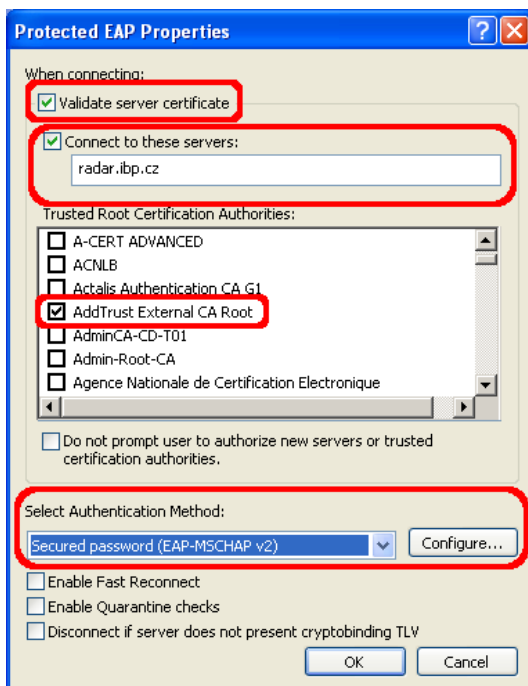 Protected EAP Properties
When connecting:
Validate server certificate
Connect to these servers:
radar.ibp.cz
Trusted Root Certification Authorities:
A-CERT ADVANCED
ACNLB
Actalis Authentication CA G1
AddTrust External CA Root
AdminCA-CD-T01
Admin-Root-CA
Agence Nationale de Certification Electronique
Do not prompt user to authorize new servers or trusted
certification authorities.
Select Authentication Method:
Secured password (EAP-MSCHAP v2)
Configure...
Enable Fast Reconnect
Enable Quarantine checks
Disconnect if server does not present cryptobinding TLV
OK
Cancel